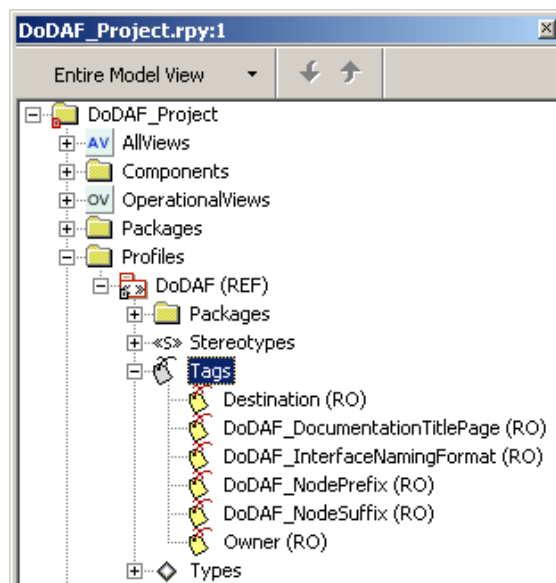 DoDAF_Project.rpy:1
Entire Model View
DoDAF_Project
AV AllViews
Components
OV OperationalViews
Packages
Profiles
DoDAF (REF)
Packages
«S» Stereotypes
Tags
Destination (RO)
DoDAF_DocumentationTitlePage (RO)
DoDAF_InterfaceNamingFormat (RO)
DoDAF_NodePrefix (RO)
DoDAF_NodeSuffix (RO)
Owner (RO)
Types